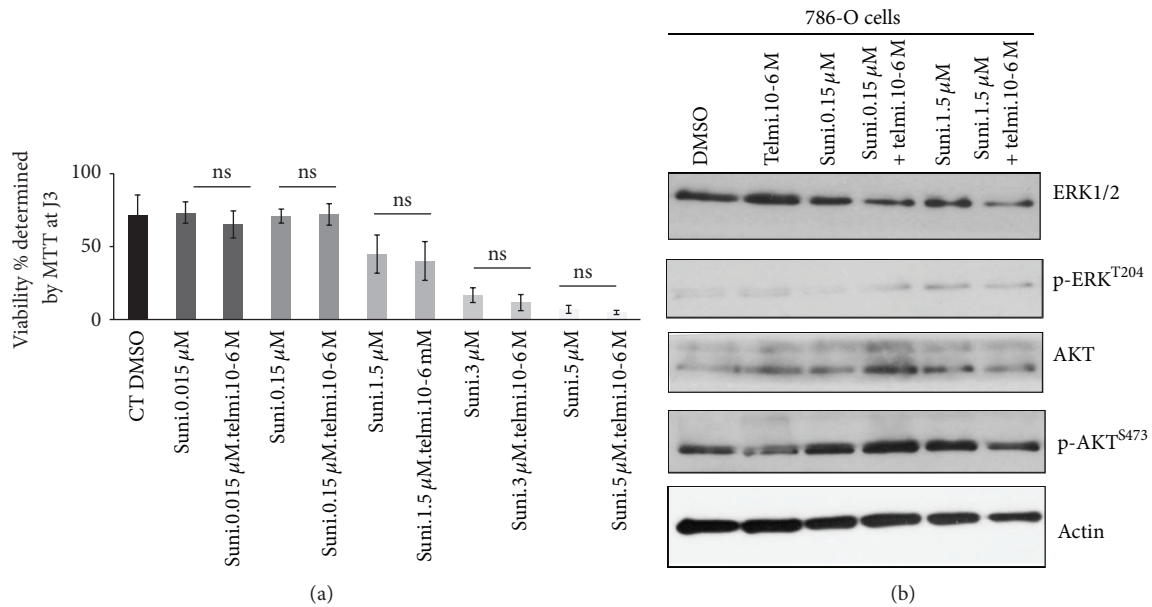 Viability % determined
by MTT at J3
100
50
0
ns
ns
ns
ns
ns
CT DMSO
Suni.0.015 µM
Suni.0.015 µM.telmi.10-6 M
Suni.0.15 µM
Suni.0.15 µM.telmi.10-6 M
Suni.1.5 µM
Suni.1.5 µM.telmi.10-6 mM
Suni.3 µM
Suni.3 µM.telmi.10-6 M
Suni.5 µM
Suni.5 µM.telmi.10-6 M
(a)
786-O cells
DMSO
Telmi.10-6 M
Suni.0.15 µM
Suni.0.15 µM
+ telmi.10-6 M
Suni.1.5 µM
Suni.1.5 µM
+ telmi.10-6 M
ERK1/2
p-ERK^T204
AKT
p-AKT^S473
Actin
(b)